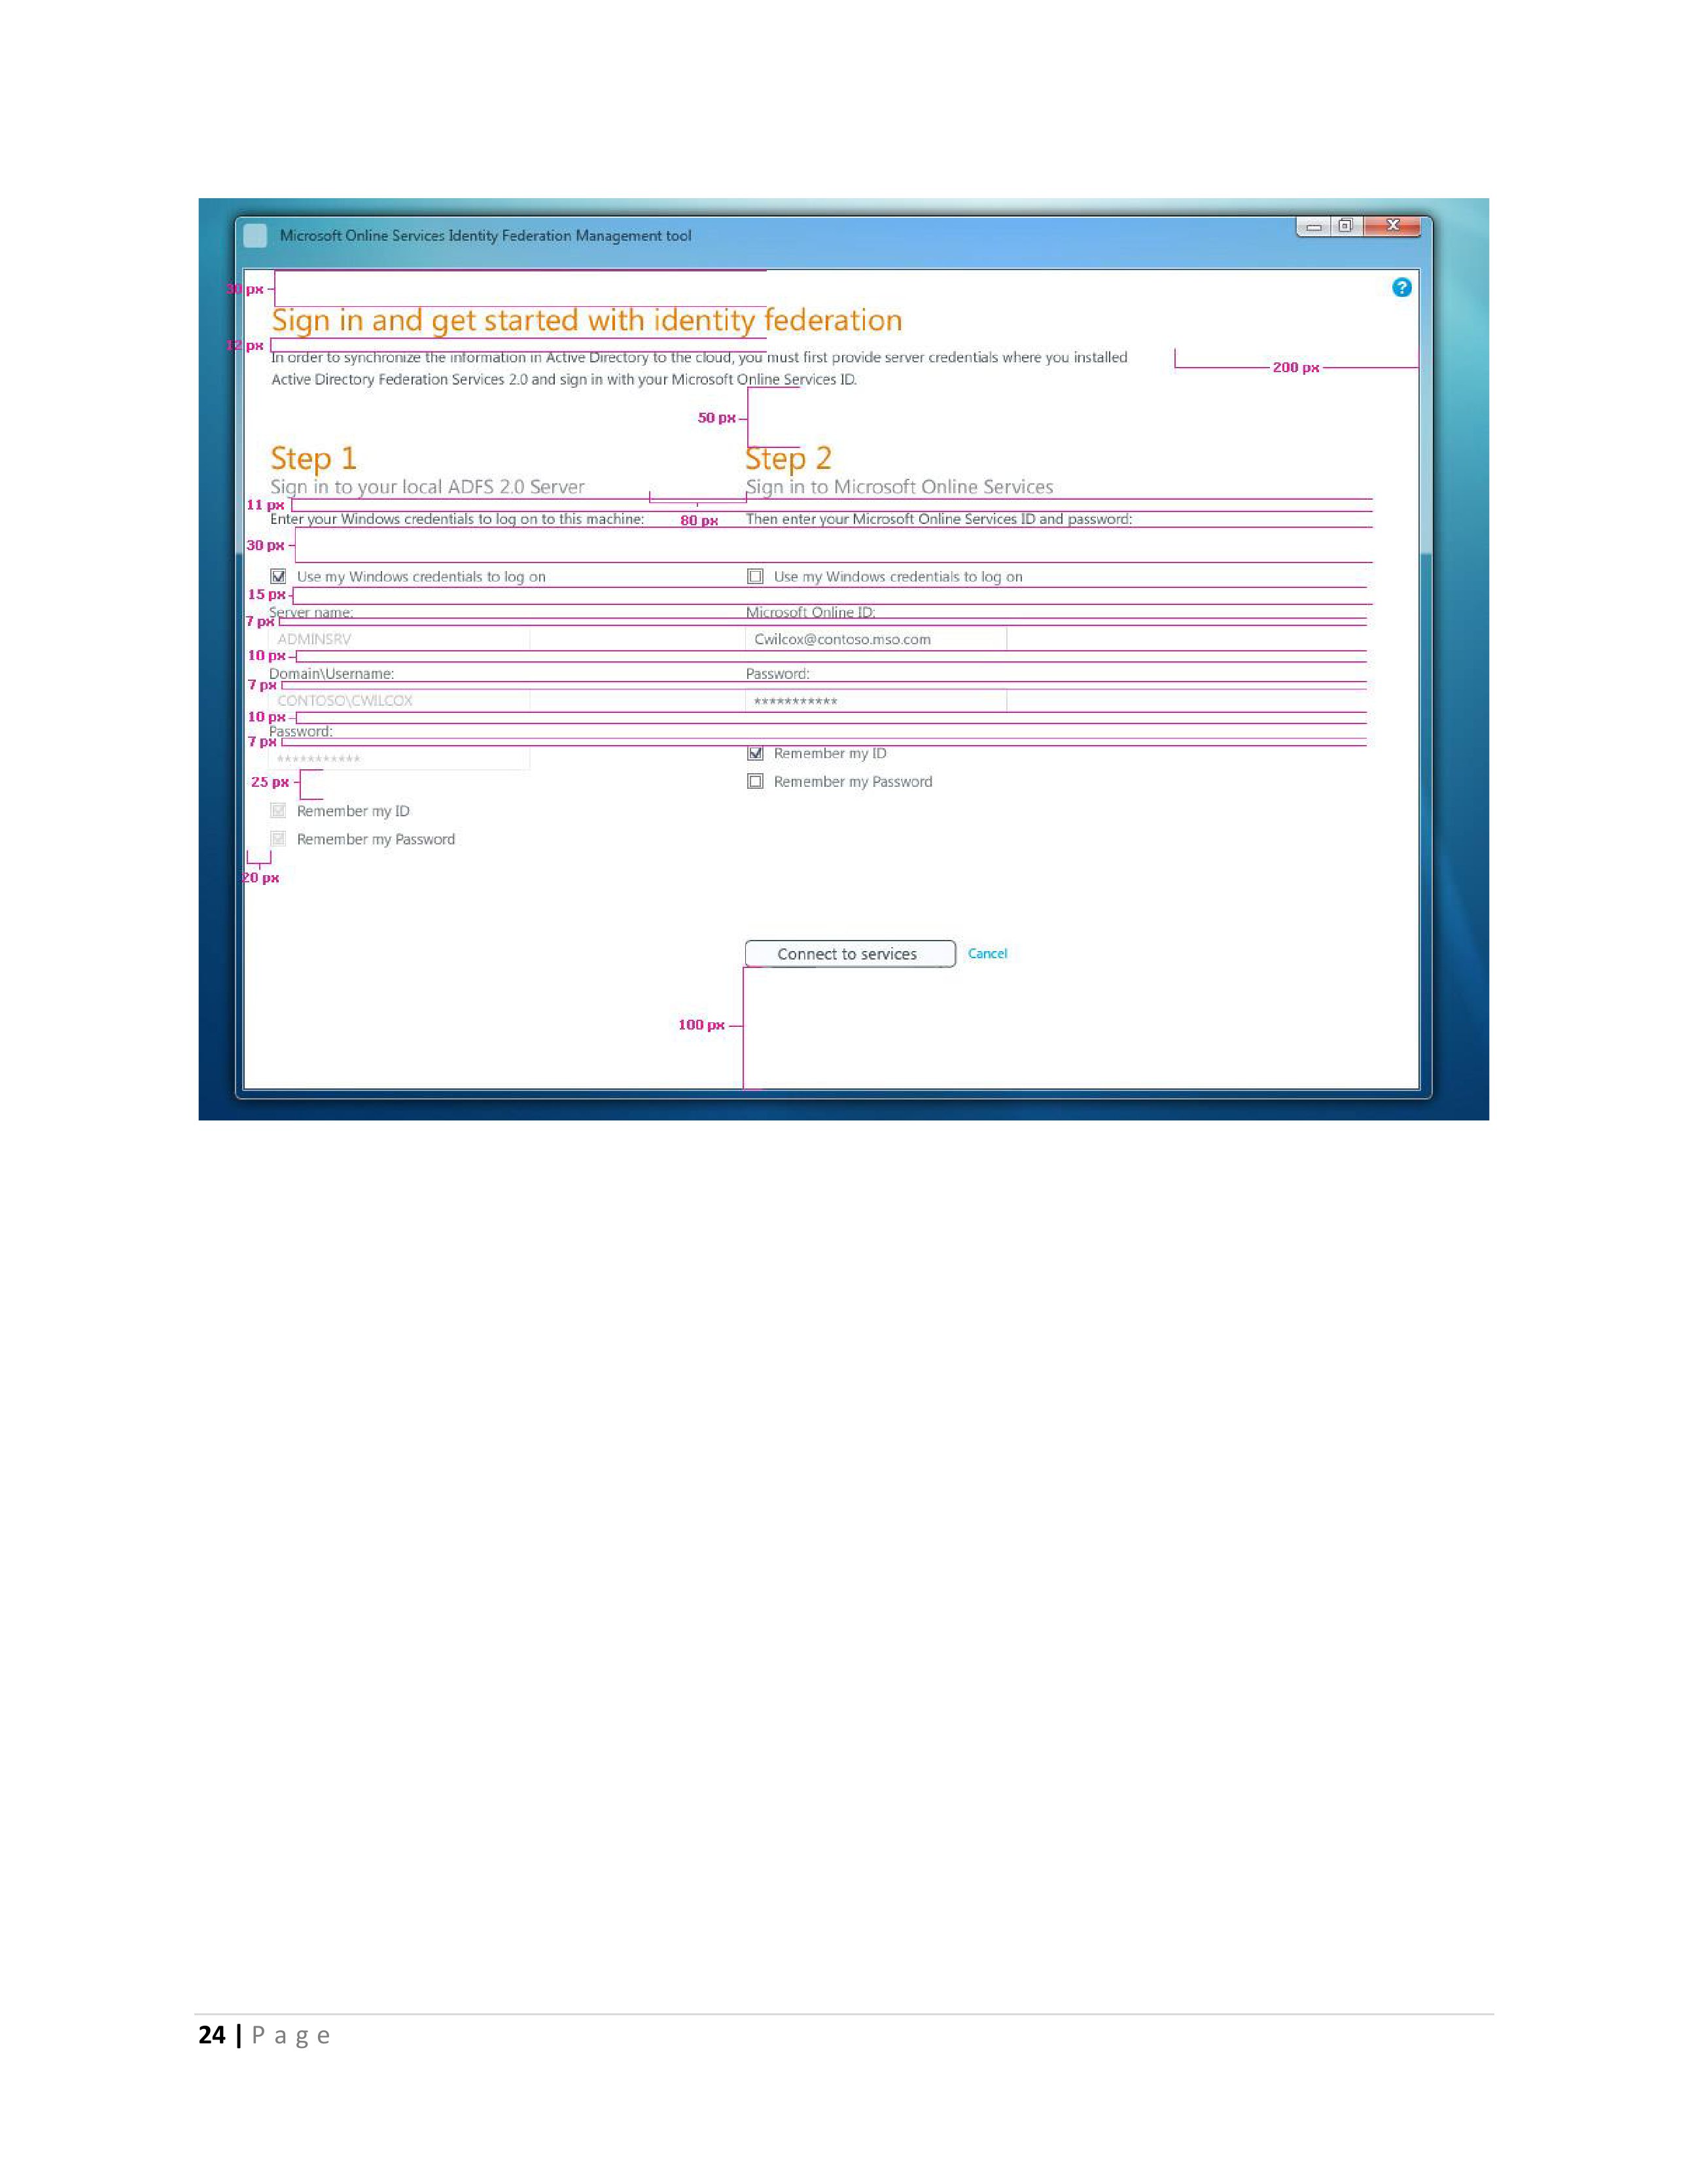 Microsoft Online Services Identity Federation Management tool
30 px
Sign in and get started with identity federation
12 px
In order to synchronize the information in Active Directory to the cloud, you must first provide server credentials where you installed
Active Directory Federation Services 2.0 and sign in with your Microsoft Online Services ID.
200 px
50 px
Step 1
Sign in to your local ADFS 2.0 Server
11 px
Enter your Windows credentials to log on to this machine:
80 px
30 px
Use my Windows credentials to log on
15 px
Server name:
7 px
ADMINSRV
10 px
Domain\Username:
7 px
CONTOSO\CWILCOX
10 px
Password:
7 px
***********
25 px
Remember my ID
Remember my Password
20 px
Step 2
Sign in to Microsoft Online Services
Then enter your Microsoft Online Services ID and password:
Use my Windows credentials to log on
Microsoft Online ID:
Cwilcox@contoso.mso.com
Password:
***********
Remember my ID
Remember my Password
Connect to services Cancel
100 px
24 | Page